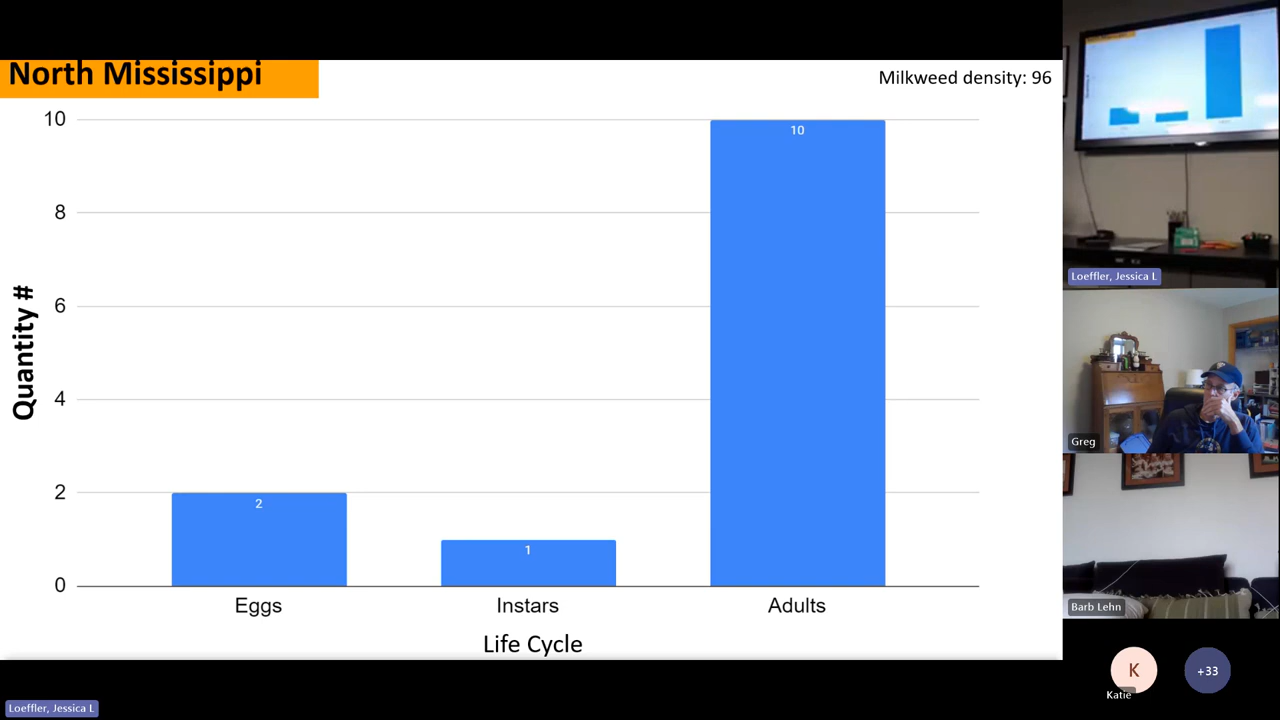 North Mississippi
Milkweed density: 96
10
8
6
4
2
0
Quantity #
2
1
10
Eggs
Instars
Adults
Life Cycle
Loeffler, Jessica L
Loeffler, Jessica L
Greg
Barb Lehn
K
Katie
+33